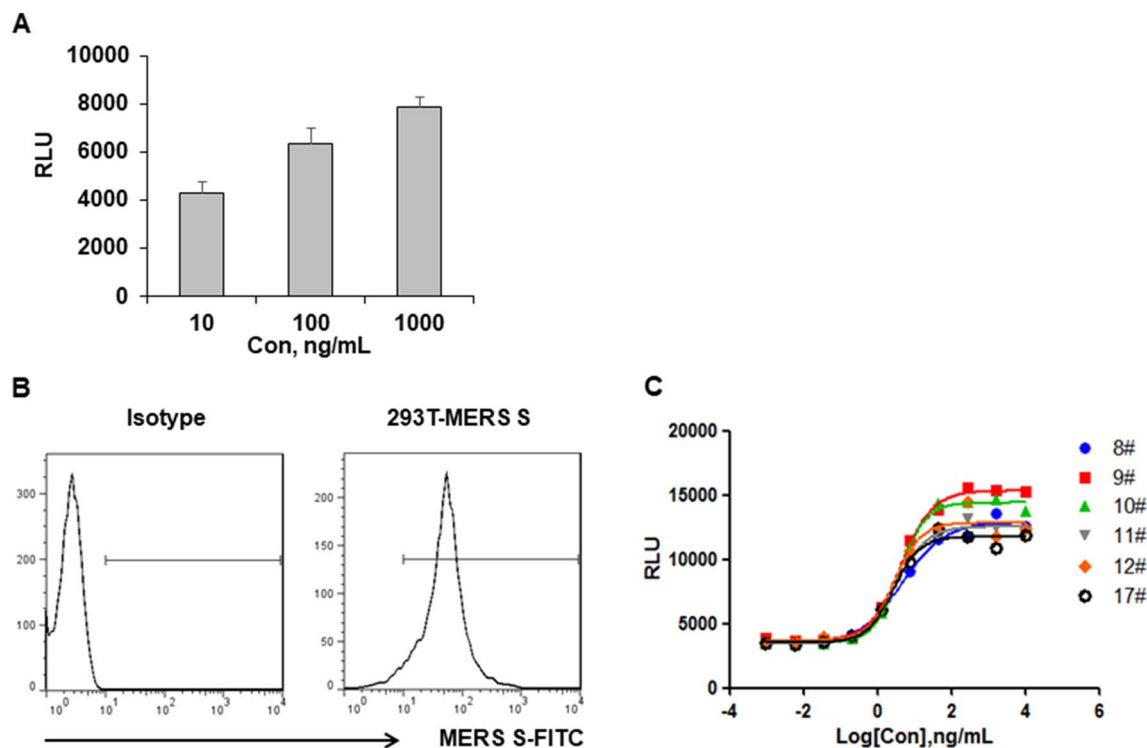 A
10000
8000
6000
4000
2000
0
RLU
10 100 1000
Con, ng/mL
B
Isotype
293T-MERS S
300
200
100
0
10^0 10^1 10^2 10^3 10^4
200
150
100
50
0
10^0 10^1 10^2 10^3 10^4
MERS S-FITC
C
20000
15000
10000
5000
0
RLU
-4 -2 0 2 4 6
Log[Con],ng/mL
8#
9#
10#
11#
12#
17#